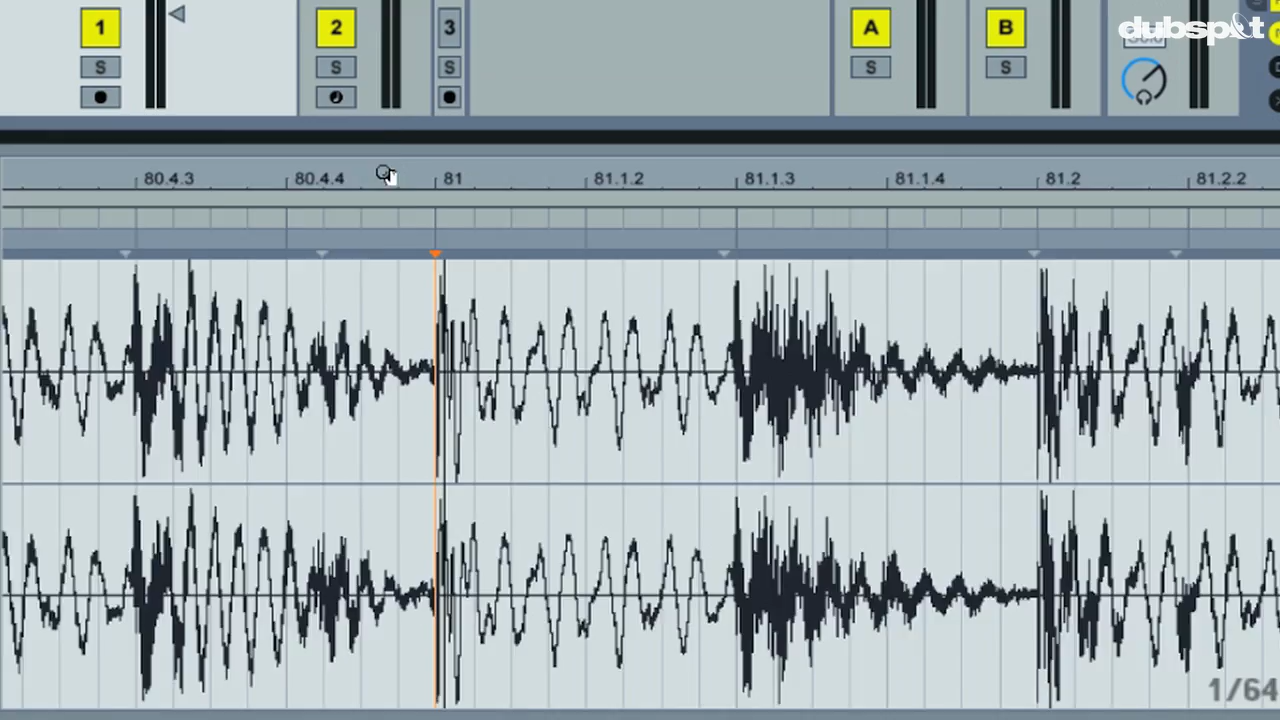 1 2 3 A B
dubspot
S S S S S
80.4.3 80.4.4 81 81.1.2 81.1.3 81.1.4 81.2 81.2.2
1/64